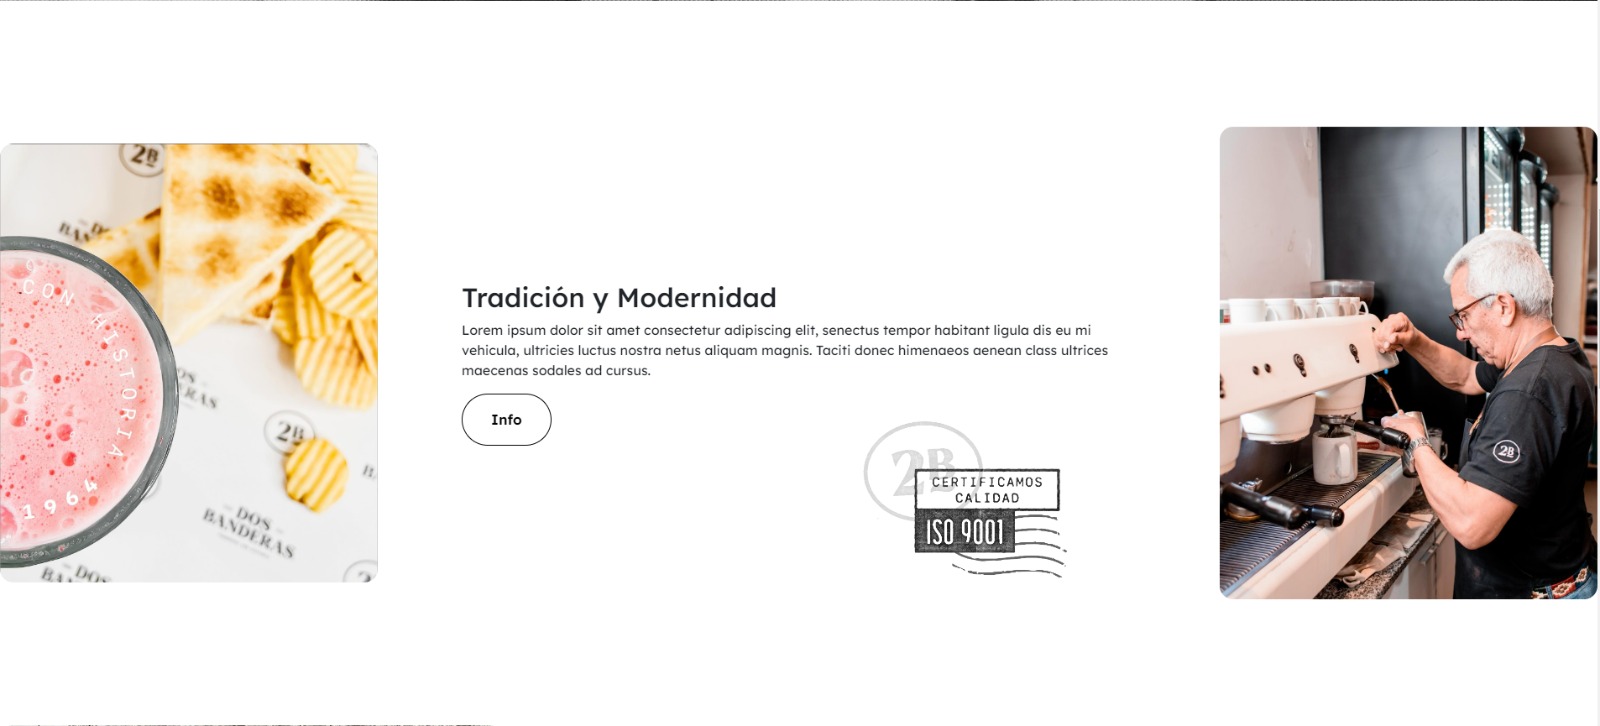 2B
CON HISTORIA
1964
2B
DOS
BANDERAS
DOS
Tradición y Modernidad
Lorem ipsum dolor sit amet consectetur adipiscing elit, senectus tempor habitant ligula dis eu mi
vehicula, ultricies luctus nostra netus aliquam magnis. Taciti donec himenaeos aenean class ultrices
maecenas sodales ad cursus.
Info
2B
CERTIFICAMOS
CALIDAD
ISO 9001
2B